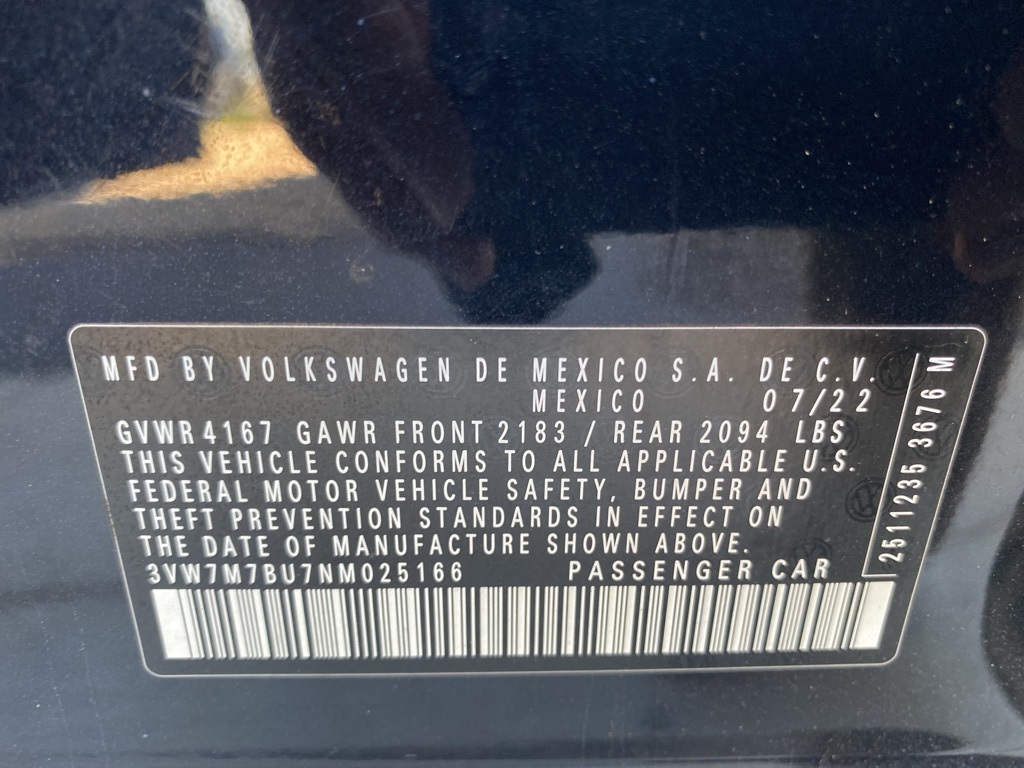 MFD BY VOLKSWAGEN DE MEXICO S.A. DE C.V.
MEXICO 07/22
GVWR 4167 GAWR FRONT 2183 / REAR 2094 LBS
THIS VEHICLE CONFORMS TO ALL APPLICABLE U.S.
FEDERAL MOTOR VEHICLE SAFETY, BUMPER AND
THEFT PREVENTION STANDARDS IN EFFECT ON
THE DATE OF MANUFACTURE SHOWN ABOVE.
3VW7M7BU7NM025166 PASSENGER CAR
2511235 3676 M